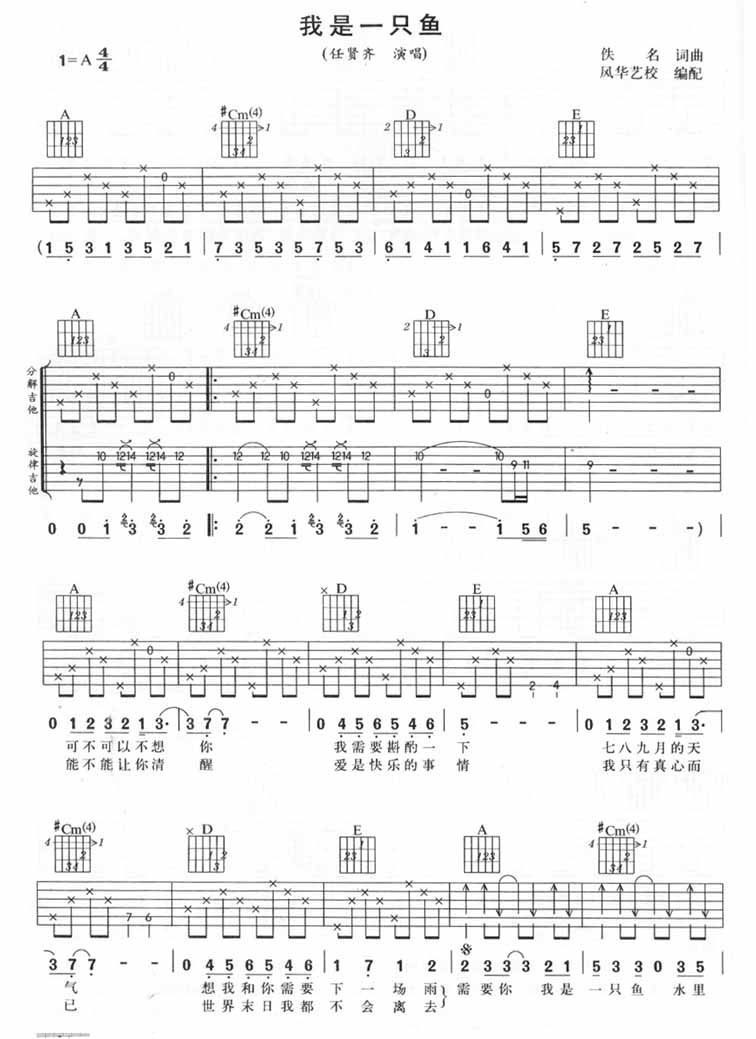 我是一只鱼
(任贤齐 演唱)
1=A 4/4
佚 名 词曲
风华艺校 编配
A #Cm(4) D E
(1 5 3 1 3 5 2 1 | 7 3 5 3 5 7 5 3 | 6 1 4 1 1 6 4 1 | 5 7 2 7 2 5 2 7 |
A #Cm(4) D E
分解吉他
10 12 14 12 14 12 12 10 12 14 12 14 12 10 10 9 11 9
旋律吉他
0 0 1 3 3 2 |: 2 2 1 3 3 2 | 1 - - 1 5 6 | 5 - - - ) |
A #Cm(4) D E A
2 4
0 1 2 3 2 1 3· | 3 7 7 - - | 0 4 5 6 5 4 6 | 5· - - - | 0 1 2 3 2 1 3·
可不可以不想 你 我需要斟酌一 下 七八九月的天
能不能让你清 醒 爱是快乐的事 情 我只有真心而
#Cm(4) D E A #Cm(4)
7 6
3 7 7 - - | 0 4 5 6 5 4 6 | 1 7 1 2 | 2 3 3 3 2 1 | 5 3 3 0 3 5 |
气 想我和你需要 下一场雨 需要你 我是 一只鱼 水里
已 世界末日我都 不会离去